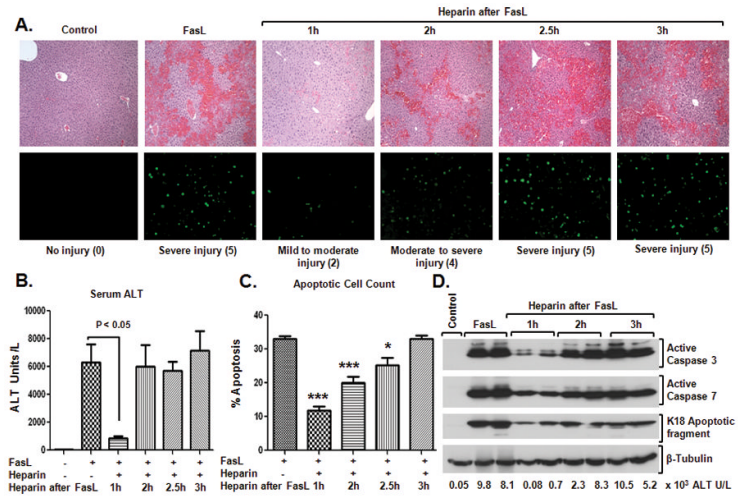 A.
Heparin after FasL
Control FasL 1h 2h 2.5h 3h
No injury (0) Severe injury (5) Mild to moderate injury (2) Moderate to severe injury (4) Severe injury (5) Severe injury (5)
B.
Serum ALT
ALT Units /L
10000
8000
6000
4000
2000
0
P < 0.05
FasL - + + + + +
Heparin - - + + + +
Heparin after FasL 1h 2h 2.5h 3h
C.
Apoptotic Cell Count
% Apoptosis
40
30
20
10
0
*** *** *
+ + + + +
- + + + +
1h 2h 2.5h 3h
D.
Control
FasL
Heparin after FasL
1h 2h 3h
Active
Caspase 3
Active
Caspase 7
K18 Apoptotic
fragment
β-Tubulin
0.05 9.8 8.1 0.08 0.7 2.3 8.3 10.5 5.2 x 10³ ALT U/L